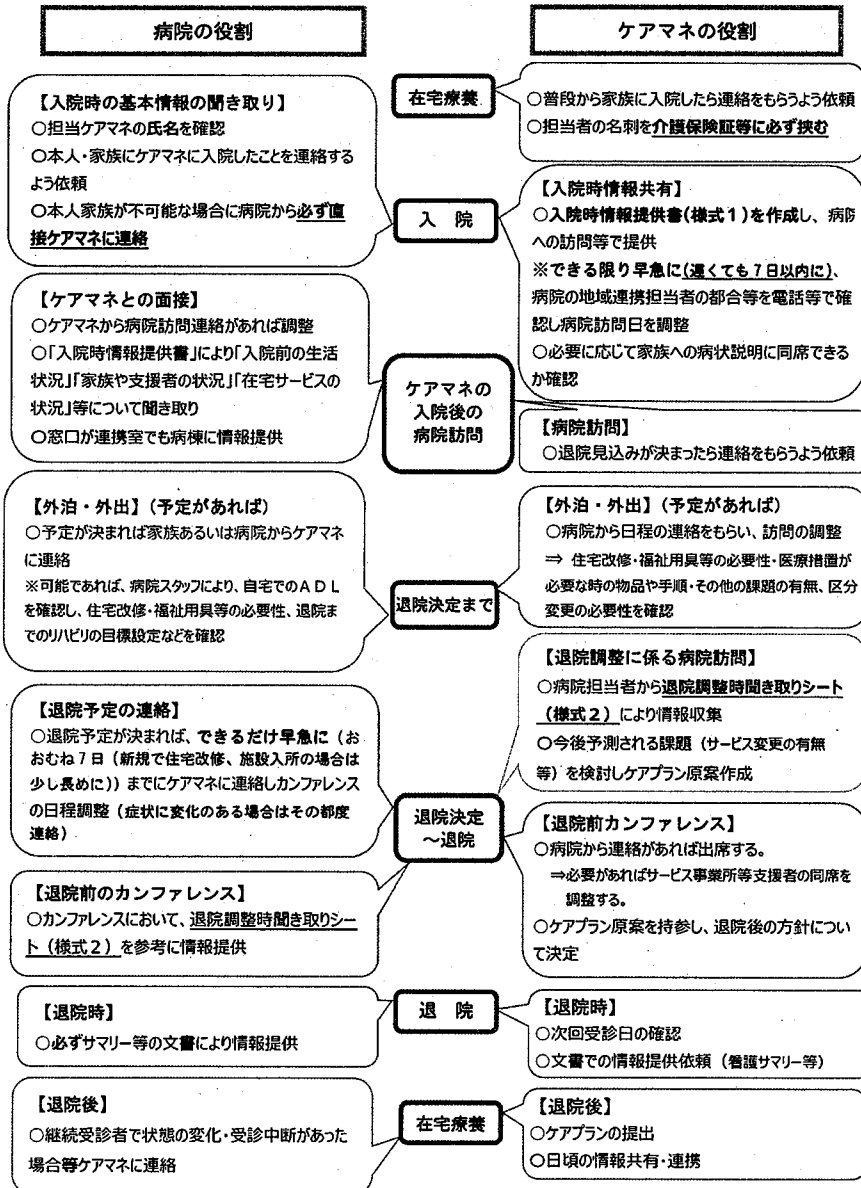 病院の役割
ケアマネの役割
在宅療養
○普段から家族に入院したら連絡をもらうよう依頼
○担当者の名刺を介護保険証等に必ず挟む
【入院時の基本情報の聞き取り】
○担当ケアマネの氏名を確認
○本人・家族にケアマネに入院したことを連絡する
よう依頼
○本人家族が不可能な場合に病院から必ず直
接ケアマネに連絡
入 院
【入院時情報共有】
○入院時情報提供書(様式1)を作成し、病院
への訪問等で提供
※できる限り早急に(遅くても7日以内に)、
病院の地域連携担当者の都合等を電話等で確
認し病院訪問日を調整
○必要に応じて家族への病状説明に同席できる
か確認
【ケアマネとの面接】
○ケアマネから病院訪問連絡があれば調整
○「入院時情報提供書」により「入院前の生活
状況」「家族や支援者の状況」「在宅サービスの
状況」等について聞き取り
○窓口が連携室でも病棟に情報提供
ケアマネの
入院後の
病院訪問
【病院訪問】
○退院見込みが決まったら連絡をもらうよう依頼
【外泊・外出】(予定があれば)
○予定が決まれば家族あるいは病院からケアマネ
に連絡
※可能であれば、病院スタッフにより、自宅でのADL
を確認し、住宅改修・福祉用具等の必要性、退院ま
でのリハビリの目標設定などを確認
退院決定まで
【外泊・外出】(予定があれば)
○病院から日程の連絡をもらい、訪問の調整
⇒ 住宅改修・福祉用具等の必要性・医療措置が
必要な時の物品や手順・その他の課題の有無、区分
変更の必要性を確認
【退院調整に係る病院訪問】
○病院担当者から退院調整時聞き取りシート
(様式2)により情報収集
○今後予測される課題(サービス変更の有無
等)を検討しケアプラン原案作成
【退院予定の連絡】
○退院予定が決まれば、できるだけ早急に(お
おむね7日(新規で住宅改修、施設入所の場合は
少し長めに))までにケアマネに連絡しカンファレンス
の日程調整(症状に変化のある場合はその都度
連絡)
退院決定
~退院
【退院前カンファレンス】
○病院から連絡があれば出席する。
⇒必要があればサービス事業所等支援者の同席を
調整する。
○ケアプラン原案を持参し、退院後の方針につい
て決定
【退院前のカンファレンス】
○カンファレンスにおいて、退院調整時聞き取りシー
ト(様式2)を参考に情報提供
【退院時】
○必ずサマリー等の文書により情報提供
退 院
【退院時】
○次回受診日の確認
○文書での情報提供依頼(看護サマリー等)
【退院後】
○継続受診者で状態の変化・受診中断があった
場合等ケアマネに連絡
在宅療養
【退院後】
○ケアプランの提出
○日頃の情報共有・連携